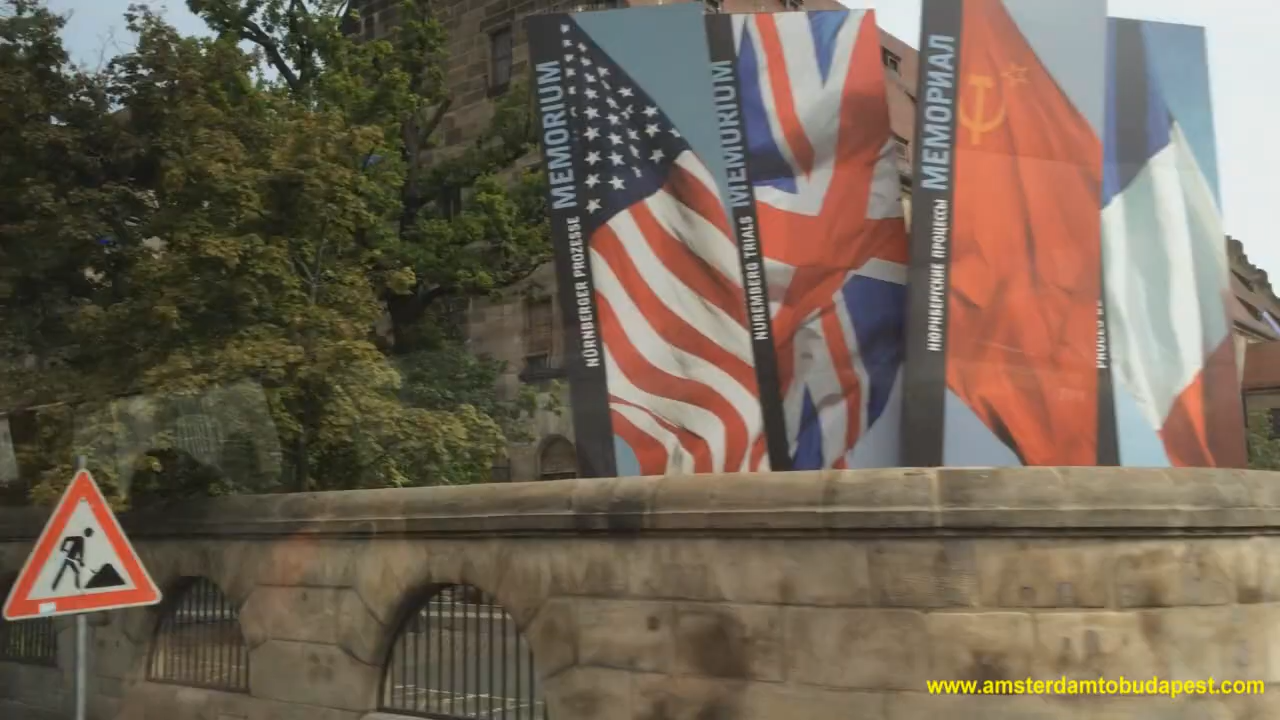 MEMORIUM
NÜRNBERGER PROZESSE
MEMORIUM
NUREMBERG TRIALS
МЕМОРИАЛ
НЮРНБЕРГСКИЕ ПРОЦЕССЫ
www.amsterdamtobudapest.com